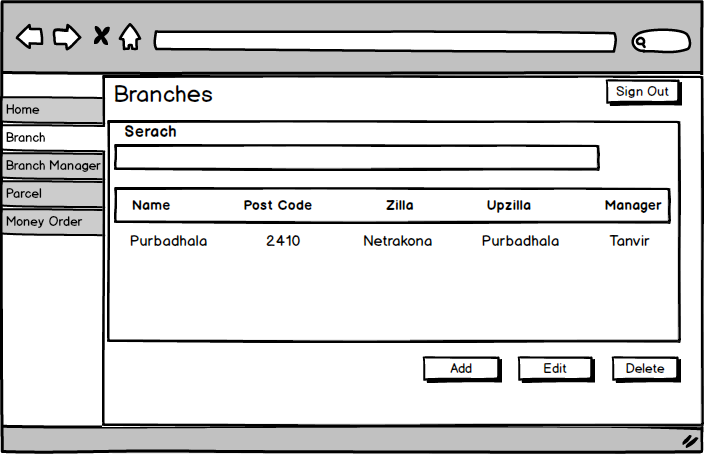 Branches
Sign Out
Home
Branch
Branch Manager
Parcel
Money Order
Serach
Name Post Code Zilla Upzilla Manager
Purbadhala 2410 Netrakona Purbadhala Tanvir
Add Edit Delete